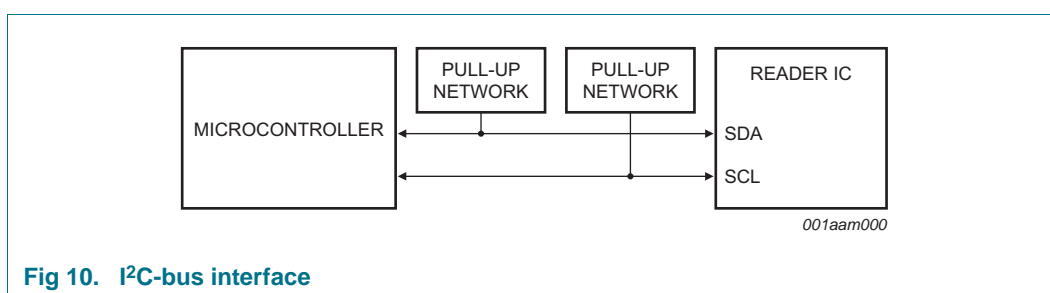 PULL-UP
NETWORK
PULL-UP
NETWORK
READER IC
MICROCONTROLLER
SDA
SCL
001aam000
Fig 10. I²C-bus interface